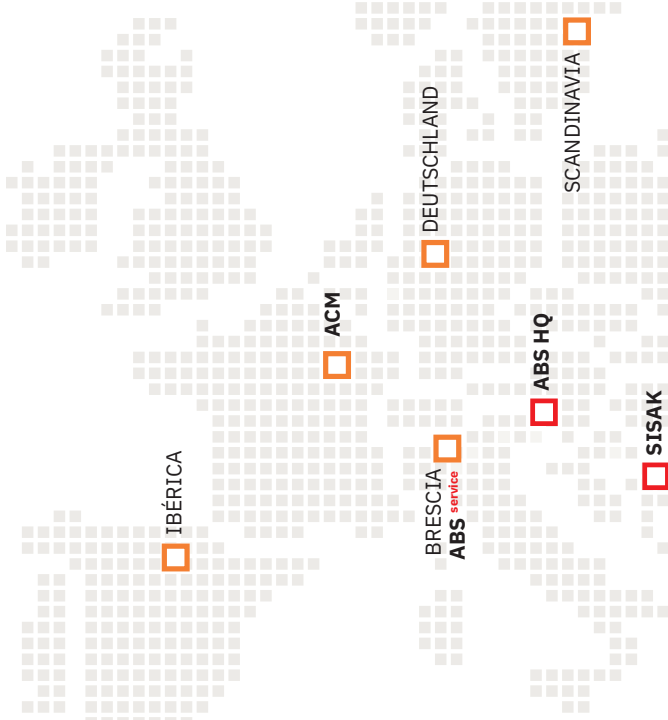 SCANDINAVIA
DEUTSCHLAND
ACM
ABS HQ
IBÉRICA
BRESCIA
ABS service
SISAK